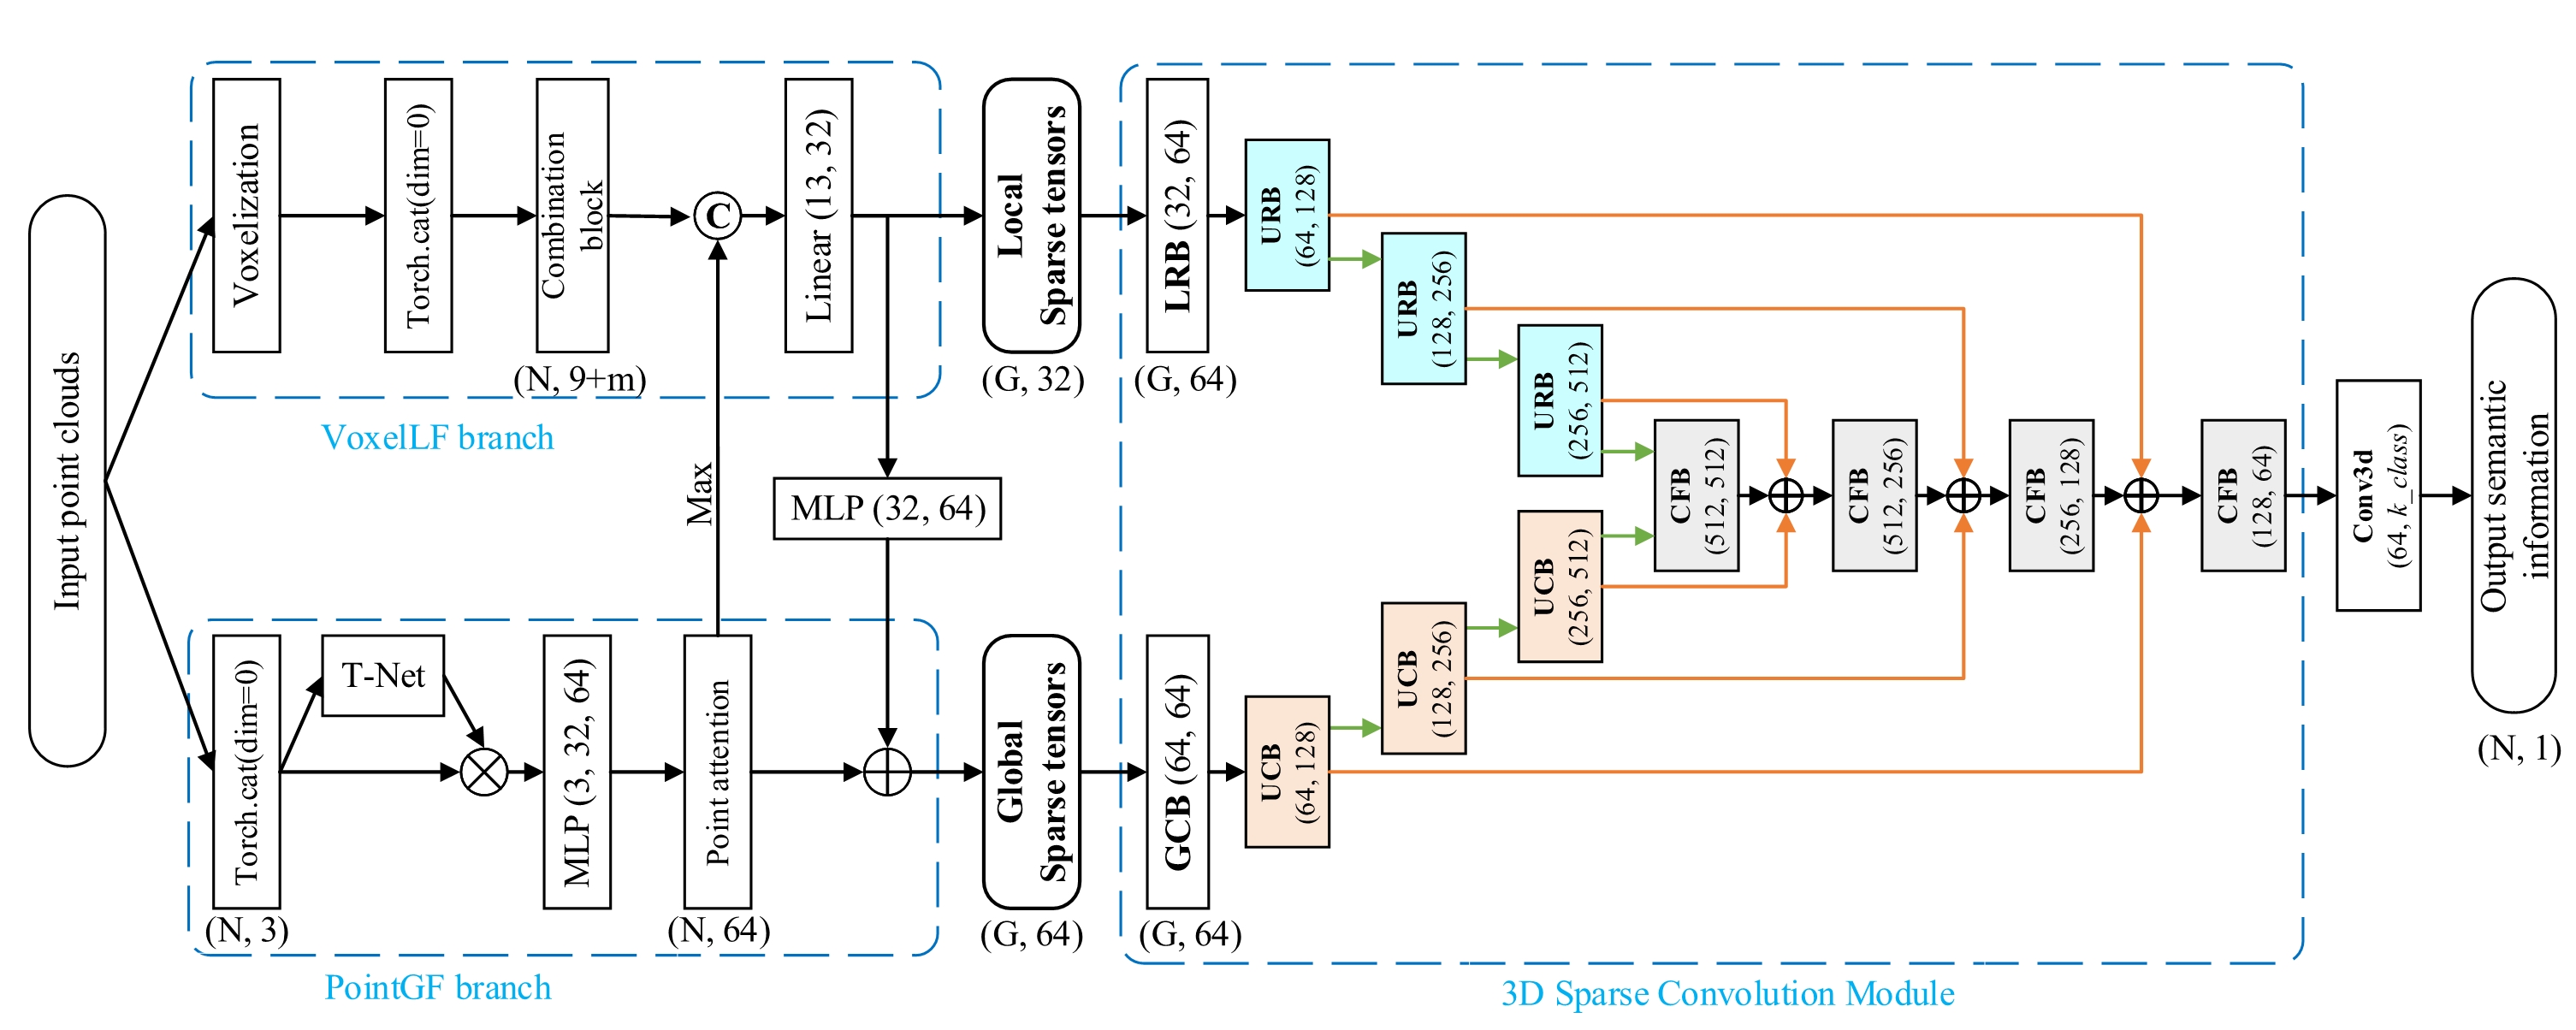 Input point clouds
Voxelization
Torch.cat(dim=0)
Combination
block
(N, 9+m)
C
Linear (13, 32)
VoxelLF branch
Max
MLP (32, 64)
Torch.cat(dim=0)
(N, 3)
T-Net
MLP (3, 32, 64)
Point attention
(N, 64)
PointGF branch
Local
Sparse tensors
(G, 32)
Global
Sparse tensors
(G, 64)
LRB (32, 64)
(G, 64)
GCB (64, 64)
(G, 64)
URB
(64, 128)
URB
(128, 256)
URB
(256, 512)
UCB
(64, 128)
UCB
(128, 256)
UCB
(256, 512)
CFB
(512, 512)
CFB
(512, 256)
CFB
(256, 128)
CFB
(128, 64)
3D Sparse Convolution Module
Conv3d
(64, k_class)
Output semantic
information
(N, 1)